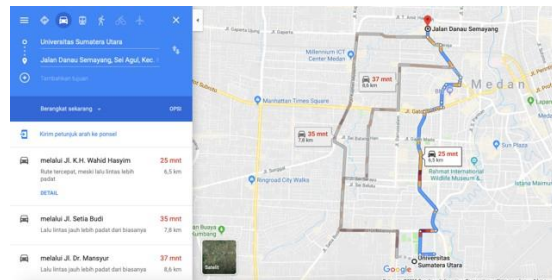 Universitas Sumatera Utara
Jalan Danau Semayang, Sei Agul, Kec
Tambahkan tujuan
Berangkat sekarang
OPSI
Kirim petunjuk arah ke ponsel
melalui Jl. K.H. Wahid Hasyim 25 mnt
Rute tercepat, meski lalu lintas lebih padat 6,5 km
DETAIL
melalui Jl. Setia Budi 35 mnt
Lalu lintas jauh lebih padat dari biasanya 7,8 km
melalui Jl. Dr. Mansyur 37 mnt
Lalu lintas jauh lebih padat dari biasanya 8,6 km
Jalan Danau Semayang
Millennium ICT
Center Medan
37 mnt
Manhattan Times Square
Medan
35 mnt
7,8 km
25 mnt
6,5 km
Sun Plaza
Rahmat International
Wildlife Museum &
Ringroad City Walks
Istana Maimun
Universitas
Sumatera Utara
Satelit
Google